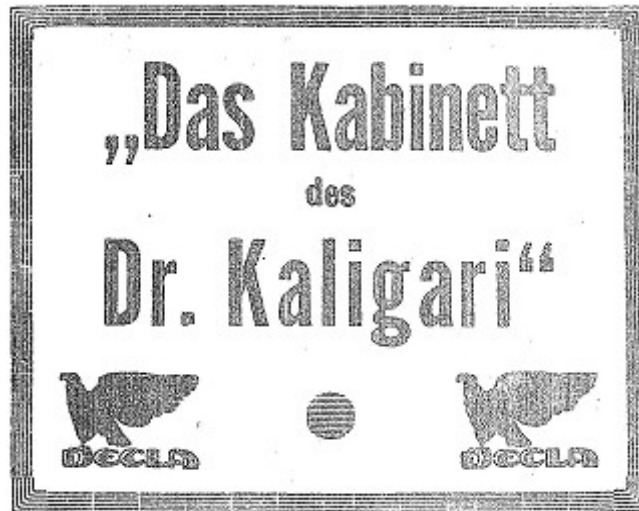 „Das Kabinett
des
Dr. Kaligari“
DECLA DECLA